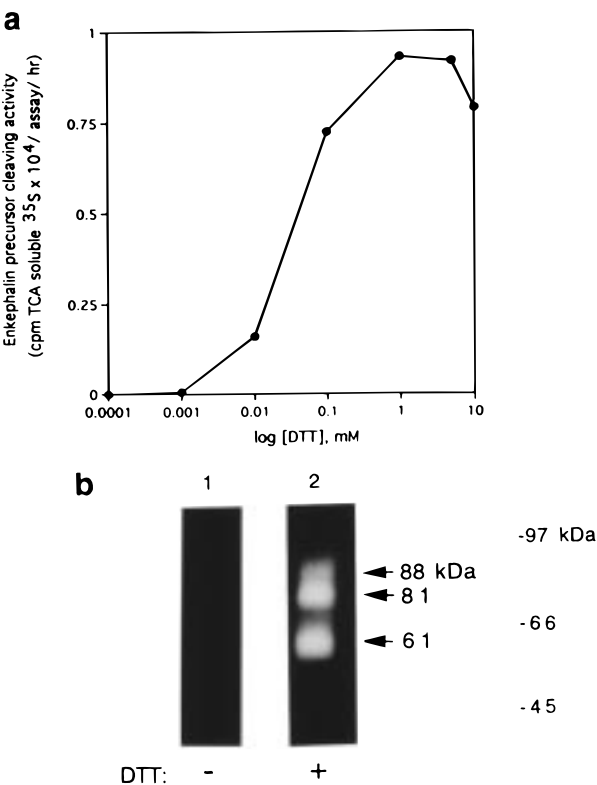 a
Enkephalin precursor cleaving activity
(cpm TCA soluble 35S x 10^4/ assay/ hr)
1
0.75
0.5
0.25
0
0.0001 0.001 0.01 0.1 1 10
log [DTT], mM
b
1 2
-97 kDa
88 kDa
81
-66
61
-45
DTT: - +